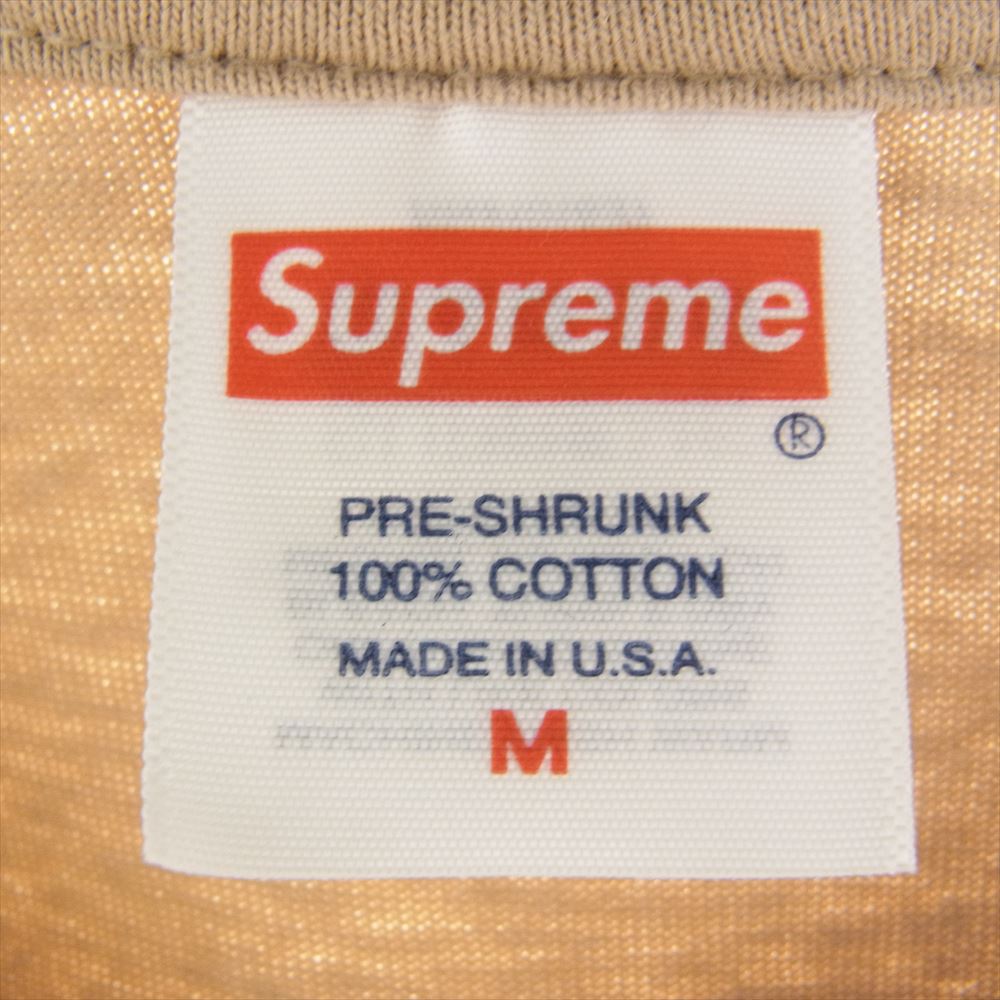 Supreme
®
PRE-SHRUNK
100% COTTON
MADE IN U.S.A.
M